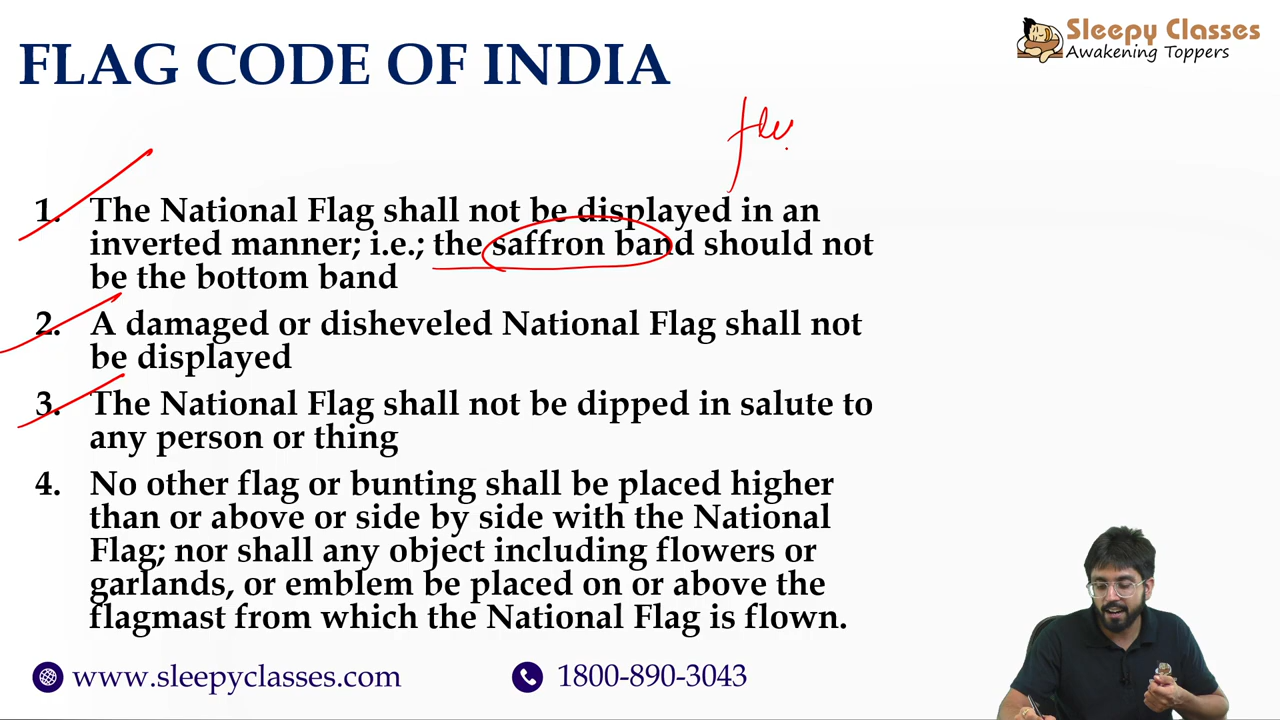 FLAG CODE OF INDIA
Sleepy Classes
Awakening Toppers
1. The National Flag shall not be displayed in an
inverted manner; i.e.; the saffron band should not
be the bottom band
2. A damaged or disheveled National Flag shall not
be displayed
3. The National Flag shall not be dipped in salute to
any person or thing
4. No other flag or bunting shall be placed higher
than or above or side by side with the National
Flag; nor shall any object including flowers or
garlands, or emblem be placed on or above the
flagmast from which the National Flag is flown.
www.sleepyclasses.com
1800-890-3043